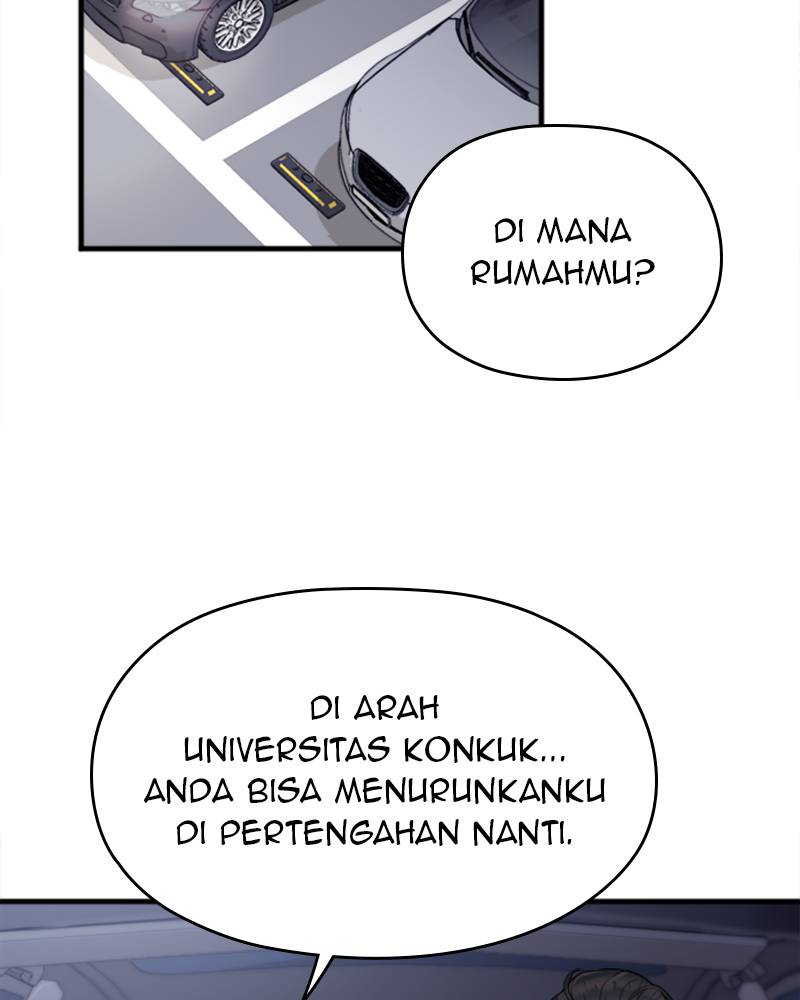 DI MANA
RUMAHMU?
DI ARAH
UNIVERSITAS KONKUK...
ANDA BISA MENURUNKANKU
DI PERTENGAHAN NANTI.